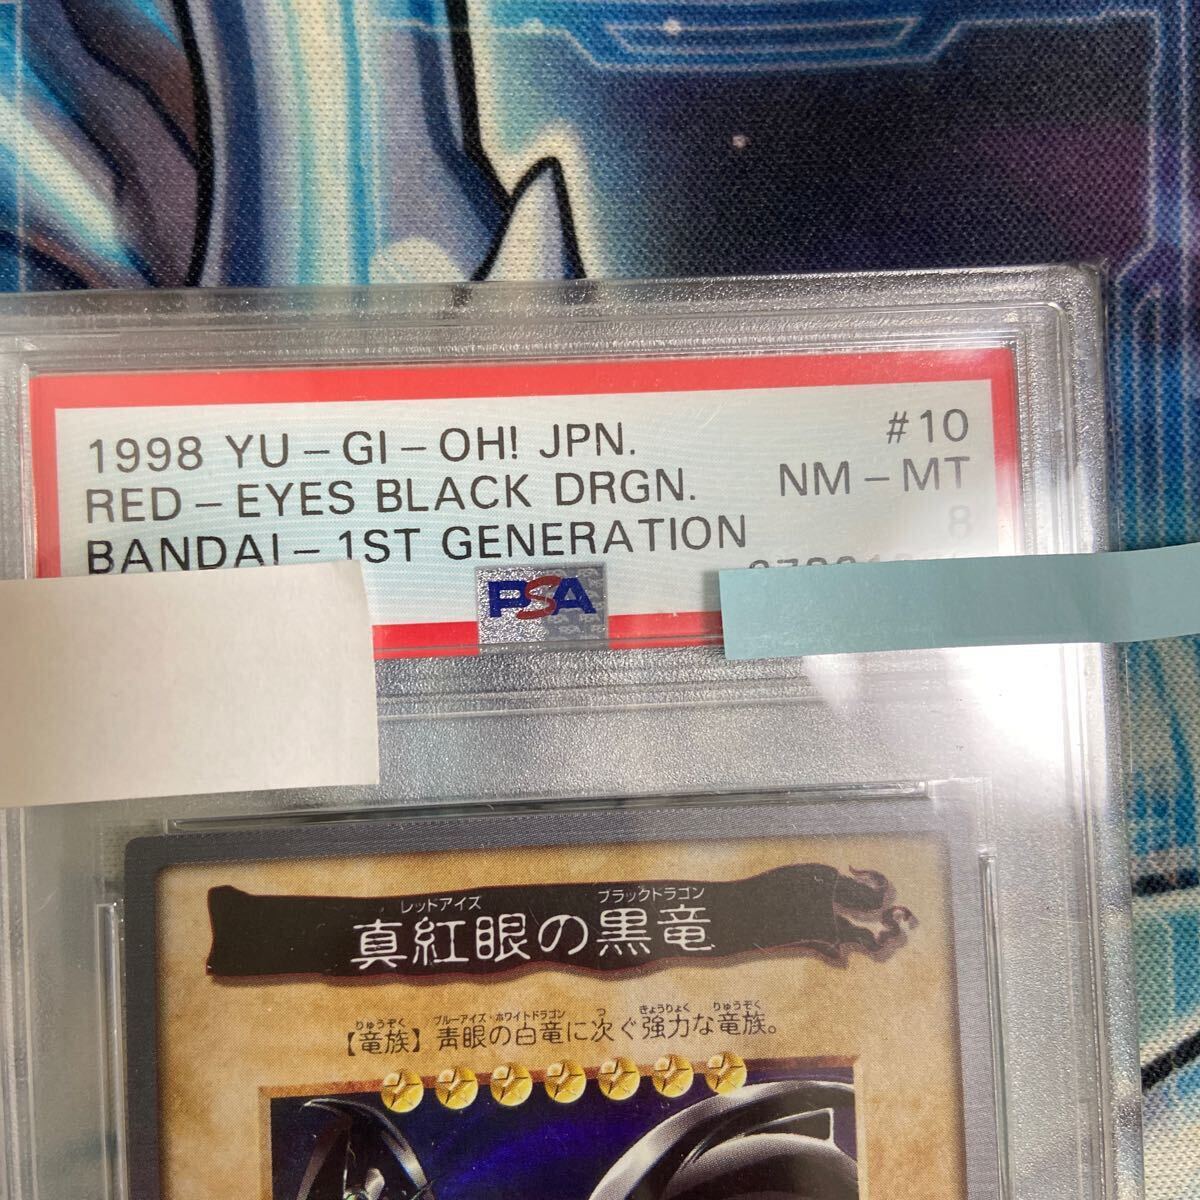 1998 YU-GI-OH! JPN. #10
RED-EYES BLACK DRGN. NM-MT
BANDAI-1ST GENERATION 8
PSA
レッドアイズ ブラックドラゴン
真紅眼の黒竜
りゅうぞく ブルーアイズ・ホワイトドラゴン つ きょうりょく りゅうぞく
【竜族】青眼の白竜に次ぐ強力な竜族。